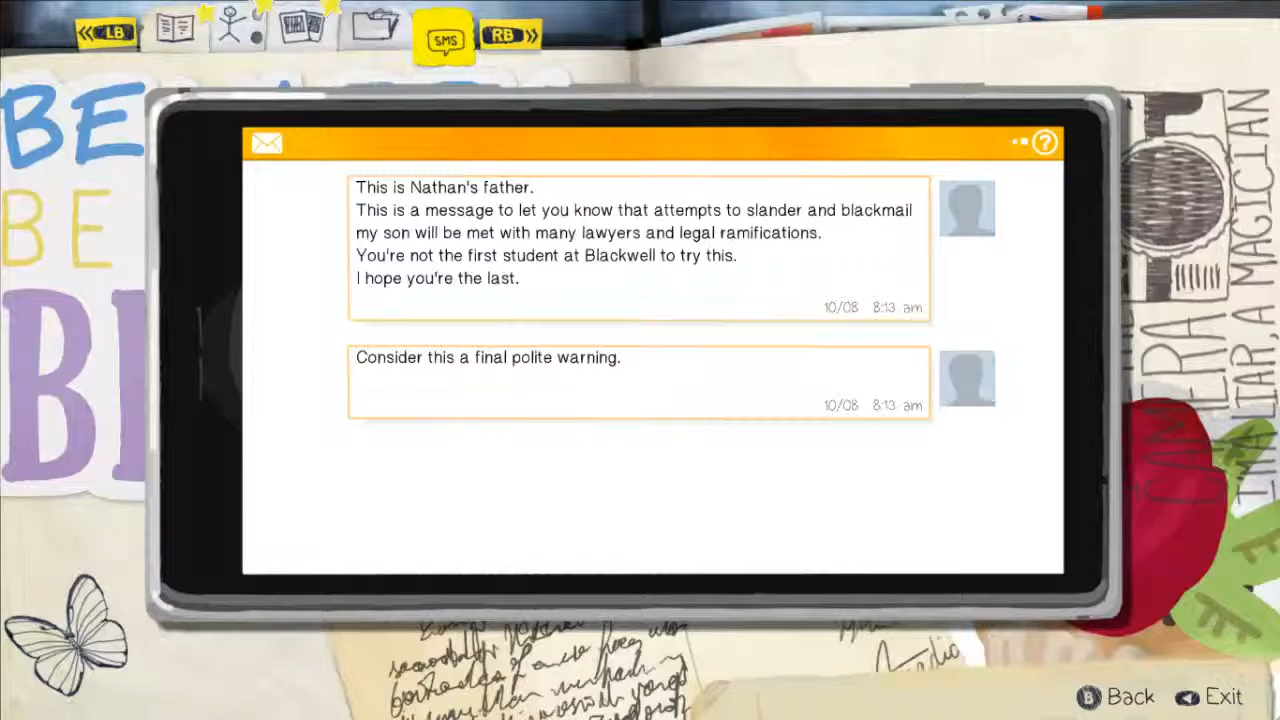 LB
SMS
RB
BE
BE
This is Nathan's father.
This is a message to let you know that attempts to slander and blackmail
my son will be met with many lawyers and legal ramifications.
You're not the first student at Blackwell to try this.
I hope you're the last.
10/08 8:13 am
Consider this a final polite warning.
10/08 8:13 am
?
A MAGICIAN
B Back
Exit